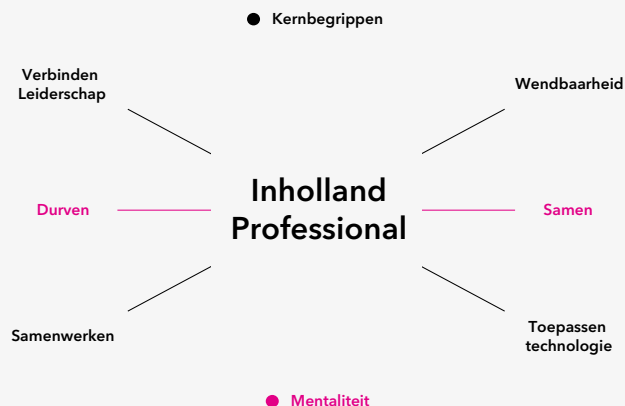 Kernbegrippen
Verbinden
Leiderschap
Wendbaarheid
Inholland
Professional
Durven
Samen
Samenwerken
Toepassen
technologie
Mentaliteit